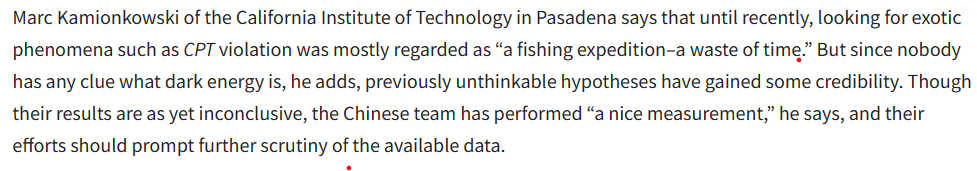 Marc Kamionkowski of the California Institute of Technology in Pasadena says that until recently, looking for exotic
phenomena such as CPT violation was mostly regarded as “a fishing expedition–a waste of time.” But since nobody
has any clue what dark energy is, he adds, previously unthinkable hypotheses have gained some credibility. Though
their results are as yet inconclusive, the Chinese team has performed “a nice measurement,” he says, and their
efforts should prompt further scrutiny of the available data.